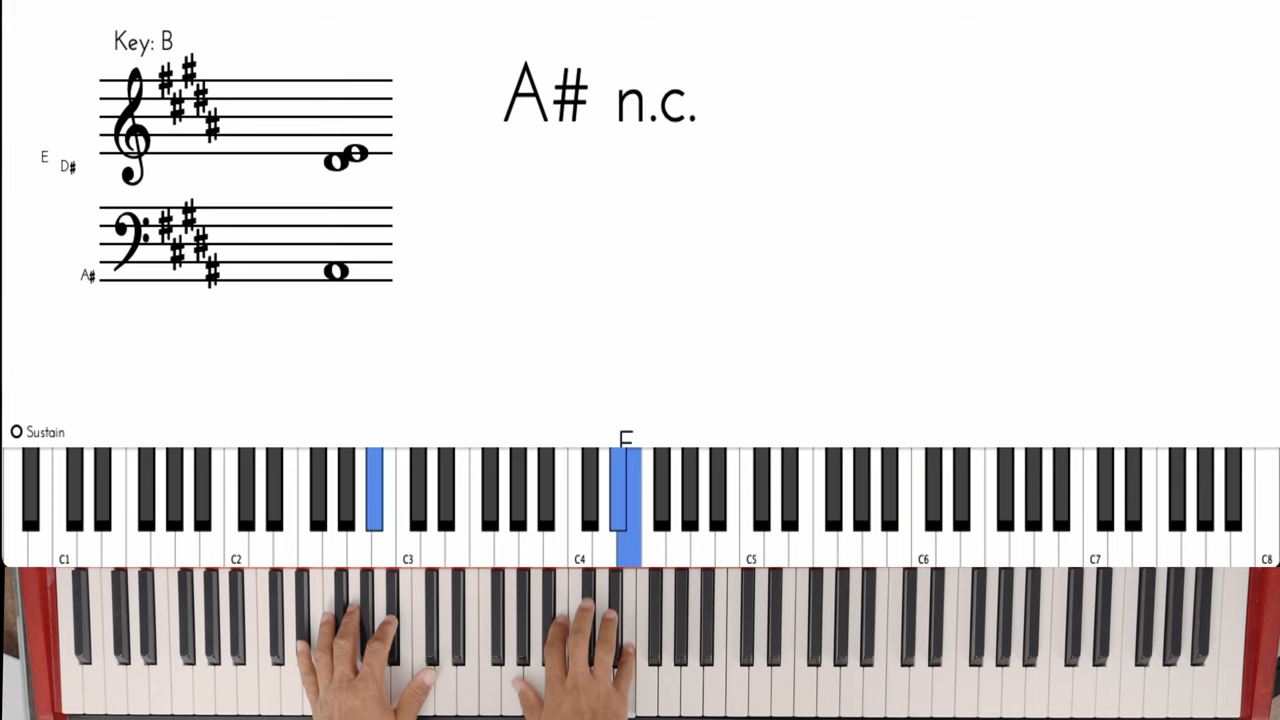 Key: B
A# n.c.
E
D#
A#
Sustain
E
C1 C2 C3 C4 C5 C6 C7 C8